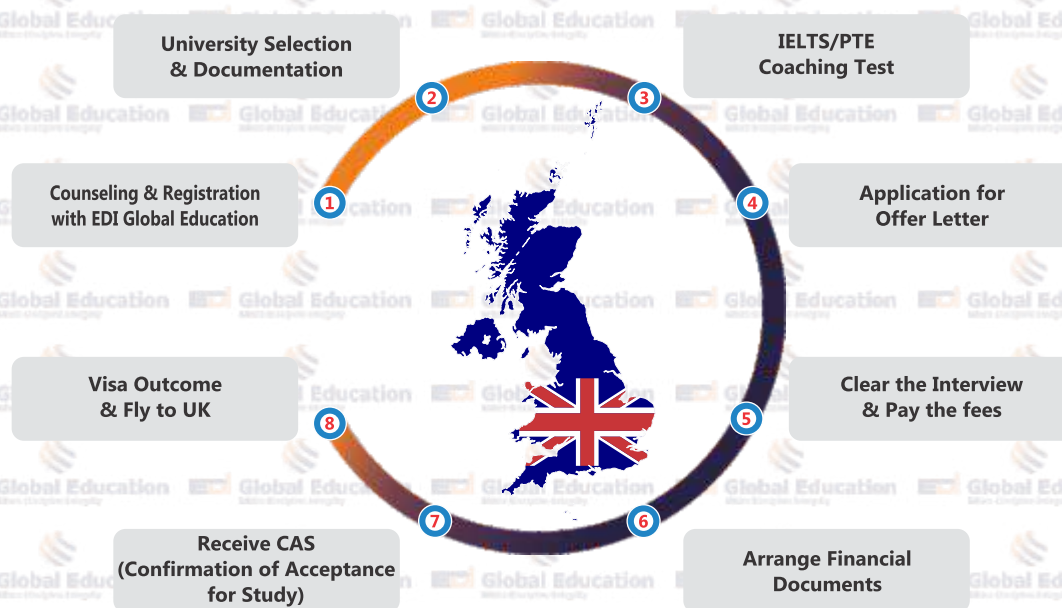 University Selection
& Documentation
IELTS/PTE
Coaching Test
2
3
Counseling & Registration
with EDI Global Education
1
4
Application for
Offer Letter
Visa Outcome
& Fly to UK
8
5
Clear the Interview
& Pay the fees
7
6
Receive CAS
(Confirmation of Acceptance
for Study)
Arrange Financial
Documents
Global Education